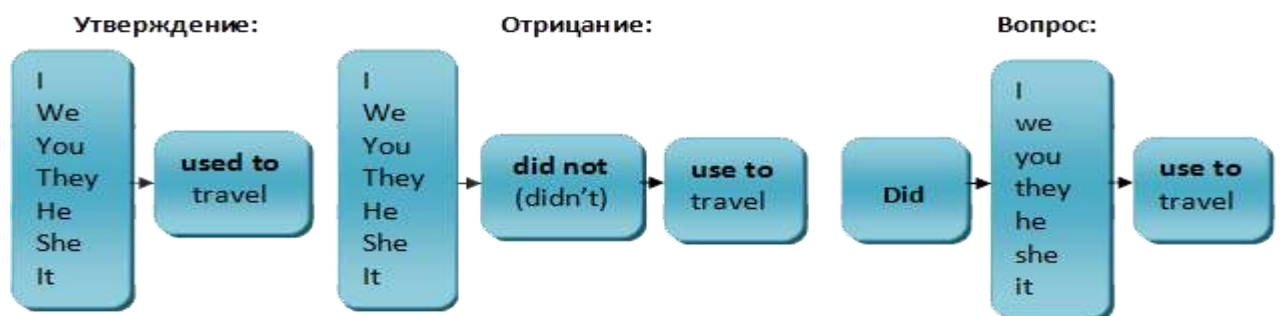 Утверждение:
I
We
You
They
He
She
It
used to
travel
Отрицание:
I
We
You
They
He
She
It
did not
(didn't)
use to
travel
Вопрос:
Did
I
we
you
they
he
she
it
use to
travel